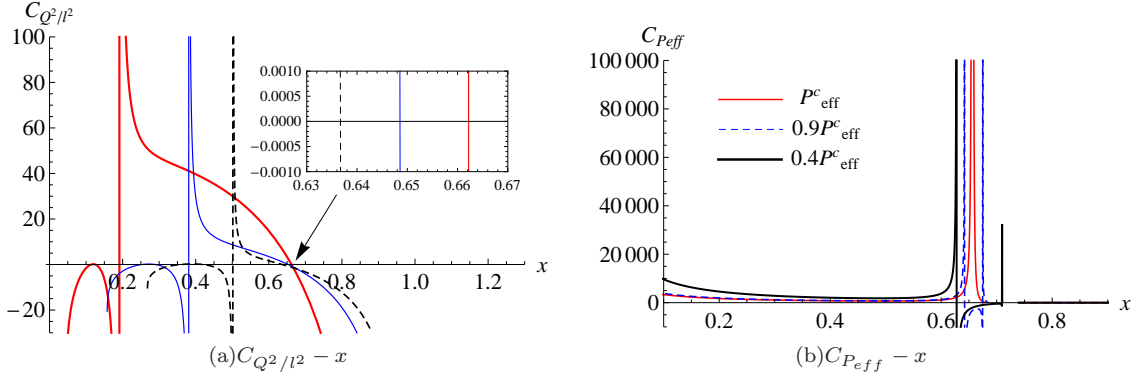 C_{Q²/l²}
100
80
60
40
20
−20
0.2 0.4 0.6 0.8 1.0 1.2 x
0.0010
0.0005
0.0000
−0.0005
−0.0010
0.63 0.64 0.65 0.66 0.67
(a)C_{Q²/l²} − x
C_{Peff}
100 000
80 000
60 000
40 000
20 000
0
0.2 0.4 0.6 0.8 x
P^c_eff
0.9P^c_eff
0.4P^c_eff
(b)C_{P_{eff}} − x